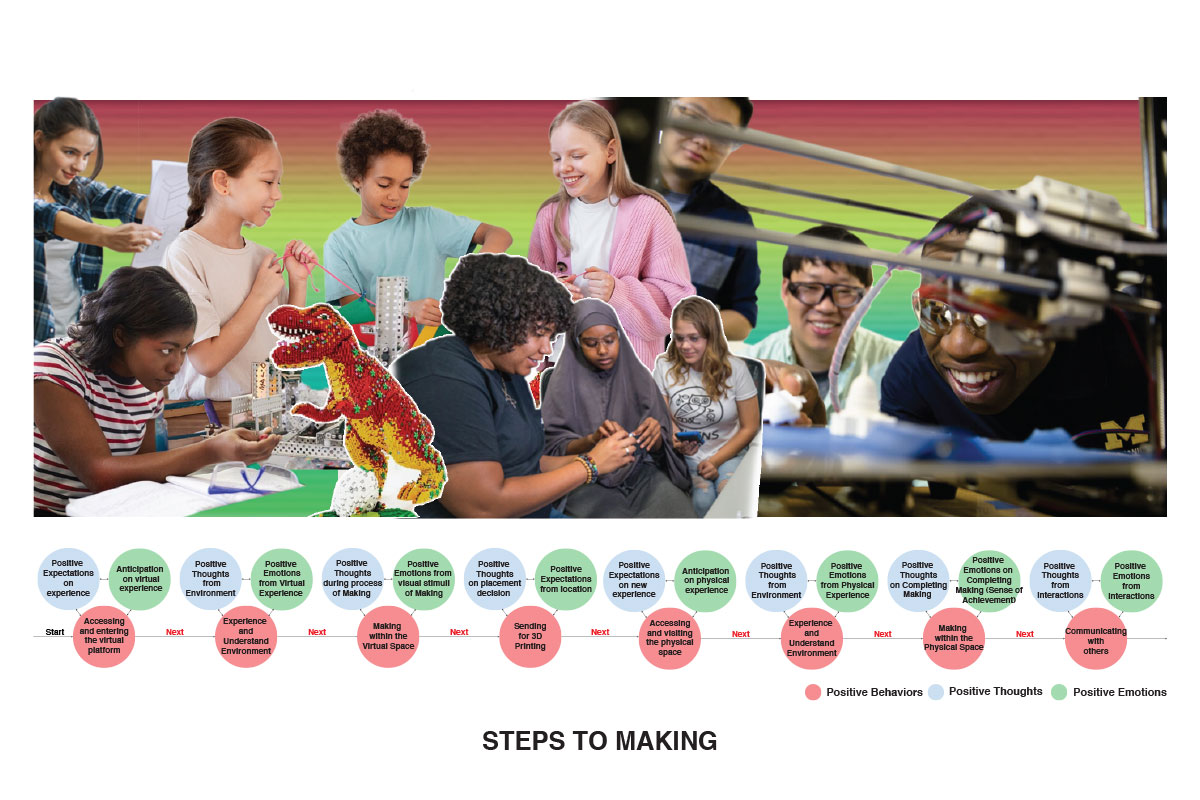 Positive
Expectations
on
experience
Anticipation
on virtual
experience
Accessing
and entering
the virtual
platform
Start
Next
Positive
Thoughts
from
Environment
Positive
Emotions
from Virtual
Experience
Experience
and
Understand
Environment
Next
Positive
Thoughts
during process
of Making
Positive
Emotions from
visual stimuli
of Making
Making
within the
Virtual Space
Next
Positive
Thoughts
on placement
decision
Positive
Expectations
from location
Sending
for 3D
Printing
Next
Positive
Expectations
on new
experience
Anticipation
on physical
experience
Accessing
and visiting
the physical
space
Next
Positive
Thoughts
from
Environment
Positive
Emotions
from Physical
Experience
Experience
and
Understand
Environment
Next
Positive
Thoughts
on Completing
Making
Positive
Emotions on
Completing
Making (Sense of
Achievement)
Making
within the
Physical Space
Next
Positive
Thoughts
from
Interactions
Positive
Emotions
from
Interactions
Communicating
with
others
Positive Behaviors
Positive Thoughts
Positive Emotions
STEPS TO MAKING